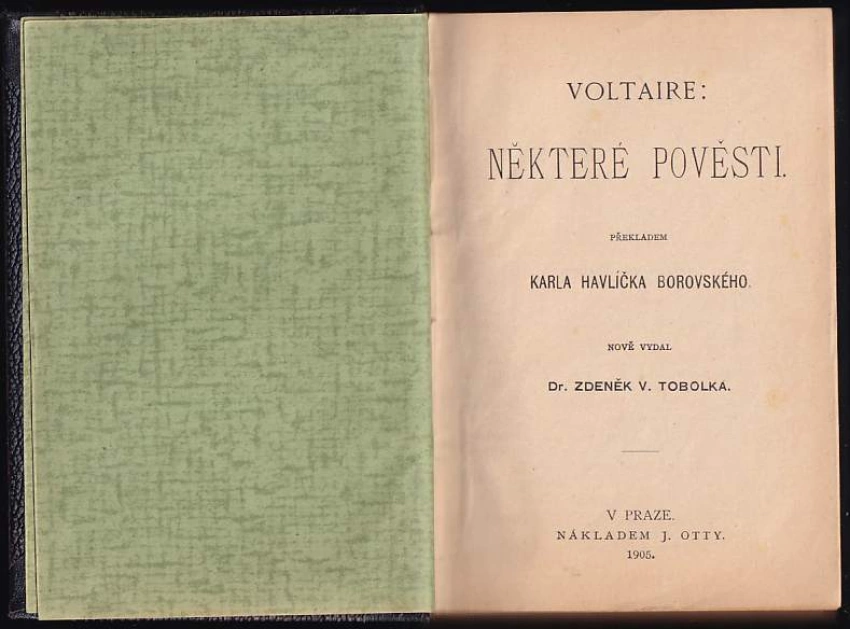 VOLTAIRE:
NĚKTERÉ POVĚSTI.
PŘEKLADEM
KARLA HAVLÍČKA BOROVSKÉHO.
NOVĚ VYDAL
Dr. ZDENĚK V. TOBOLKA.
V PRAZE.
NÁKLADEM J. OTTY.
1905.